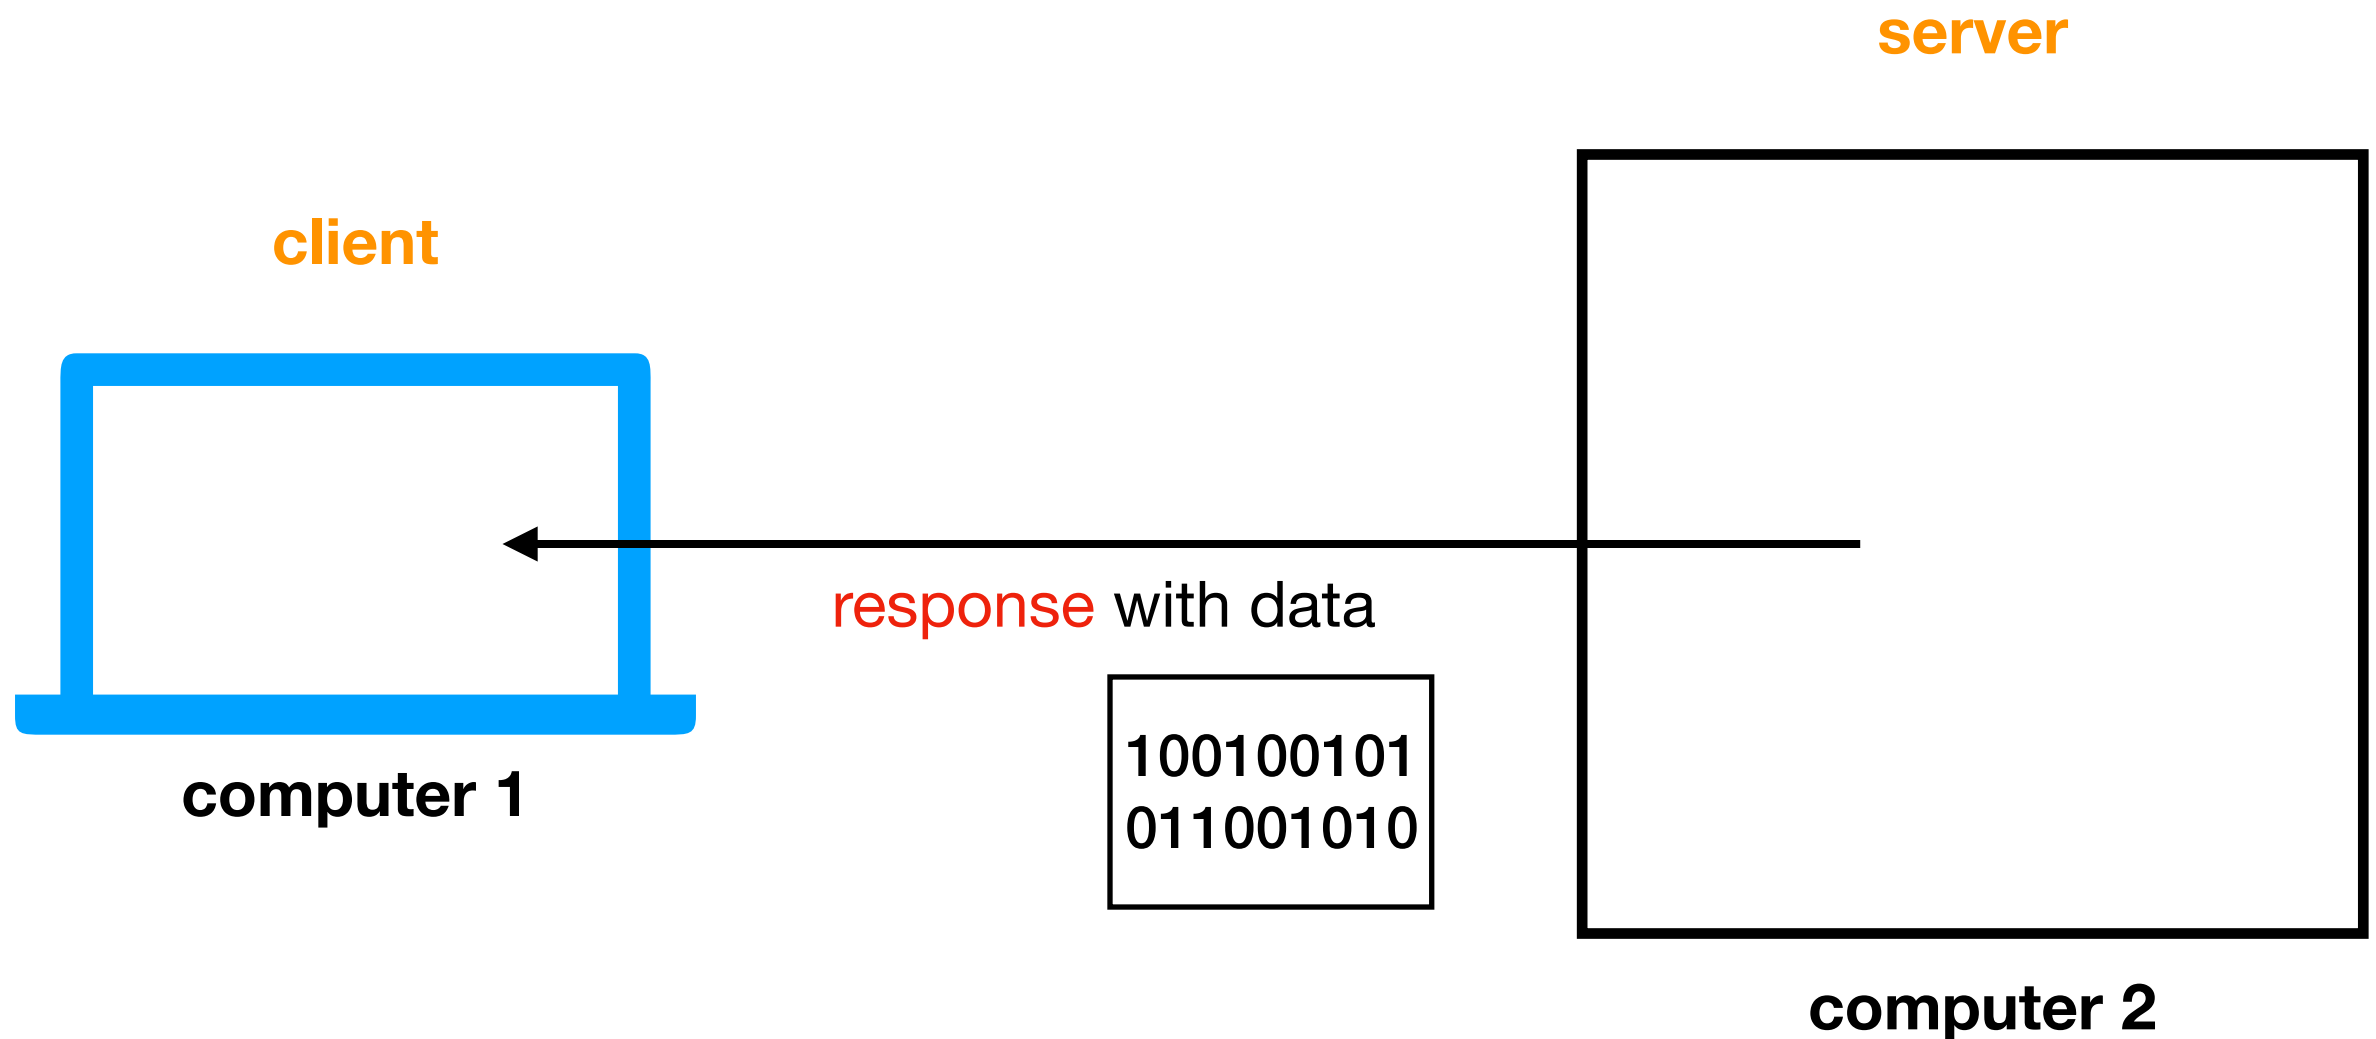 server
client
response with data
100100101
011001010
computer 1
computer 2